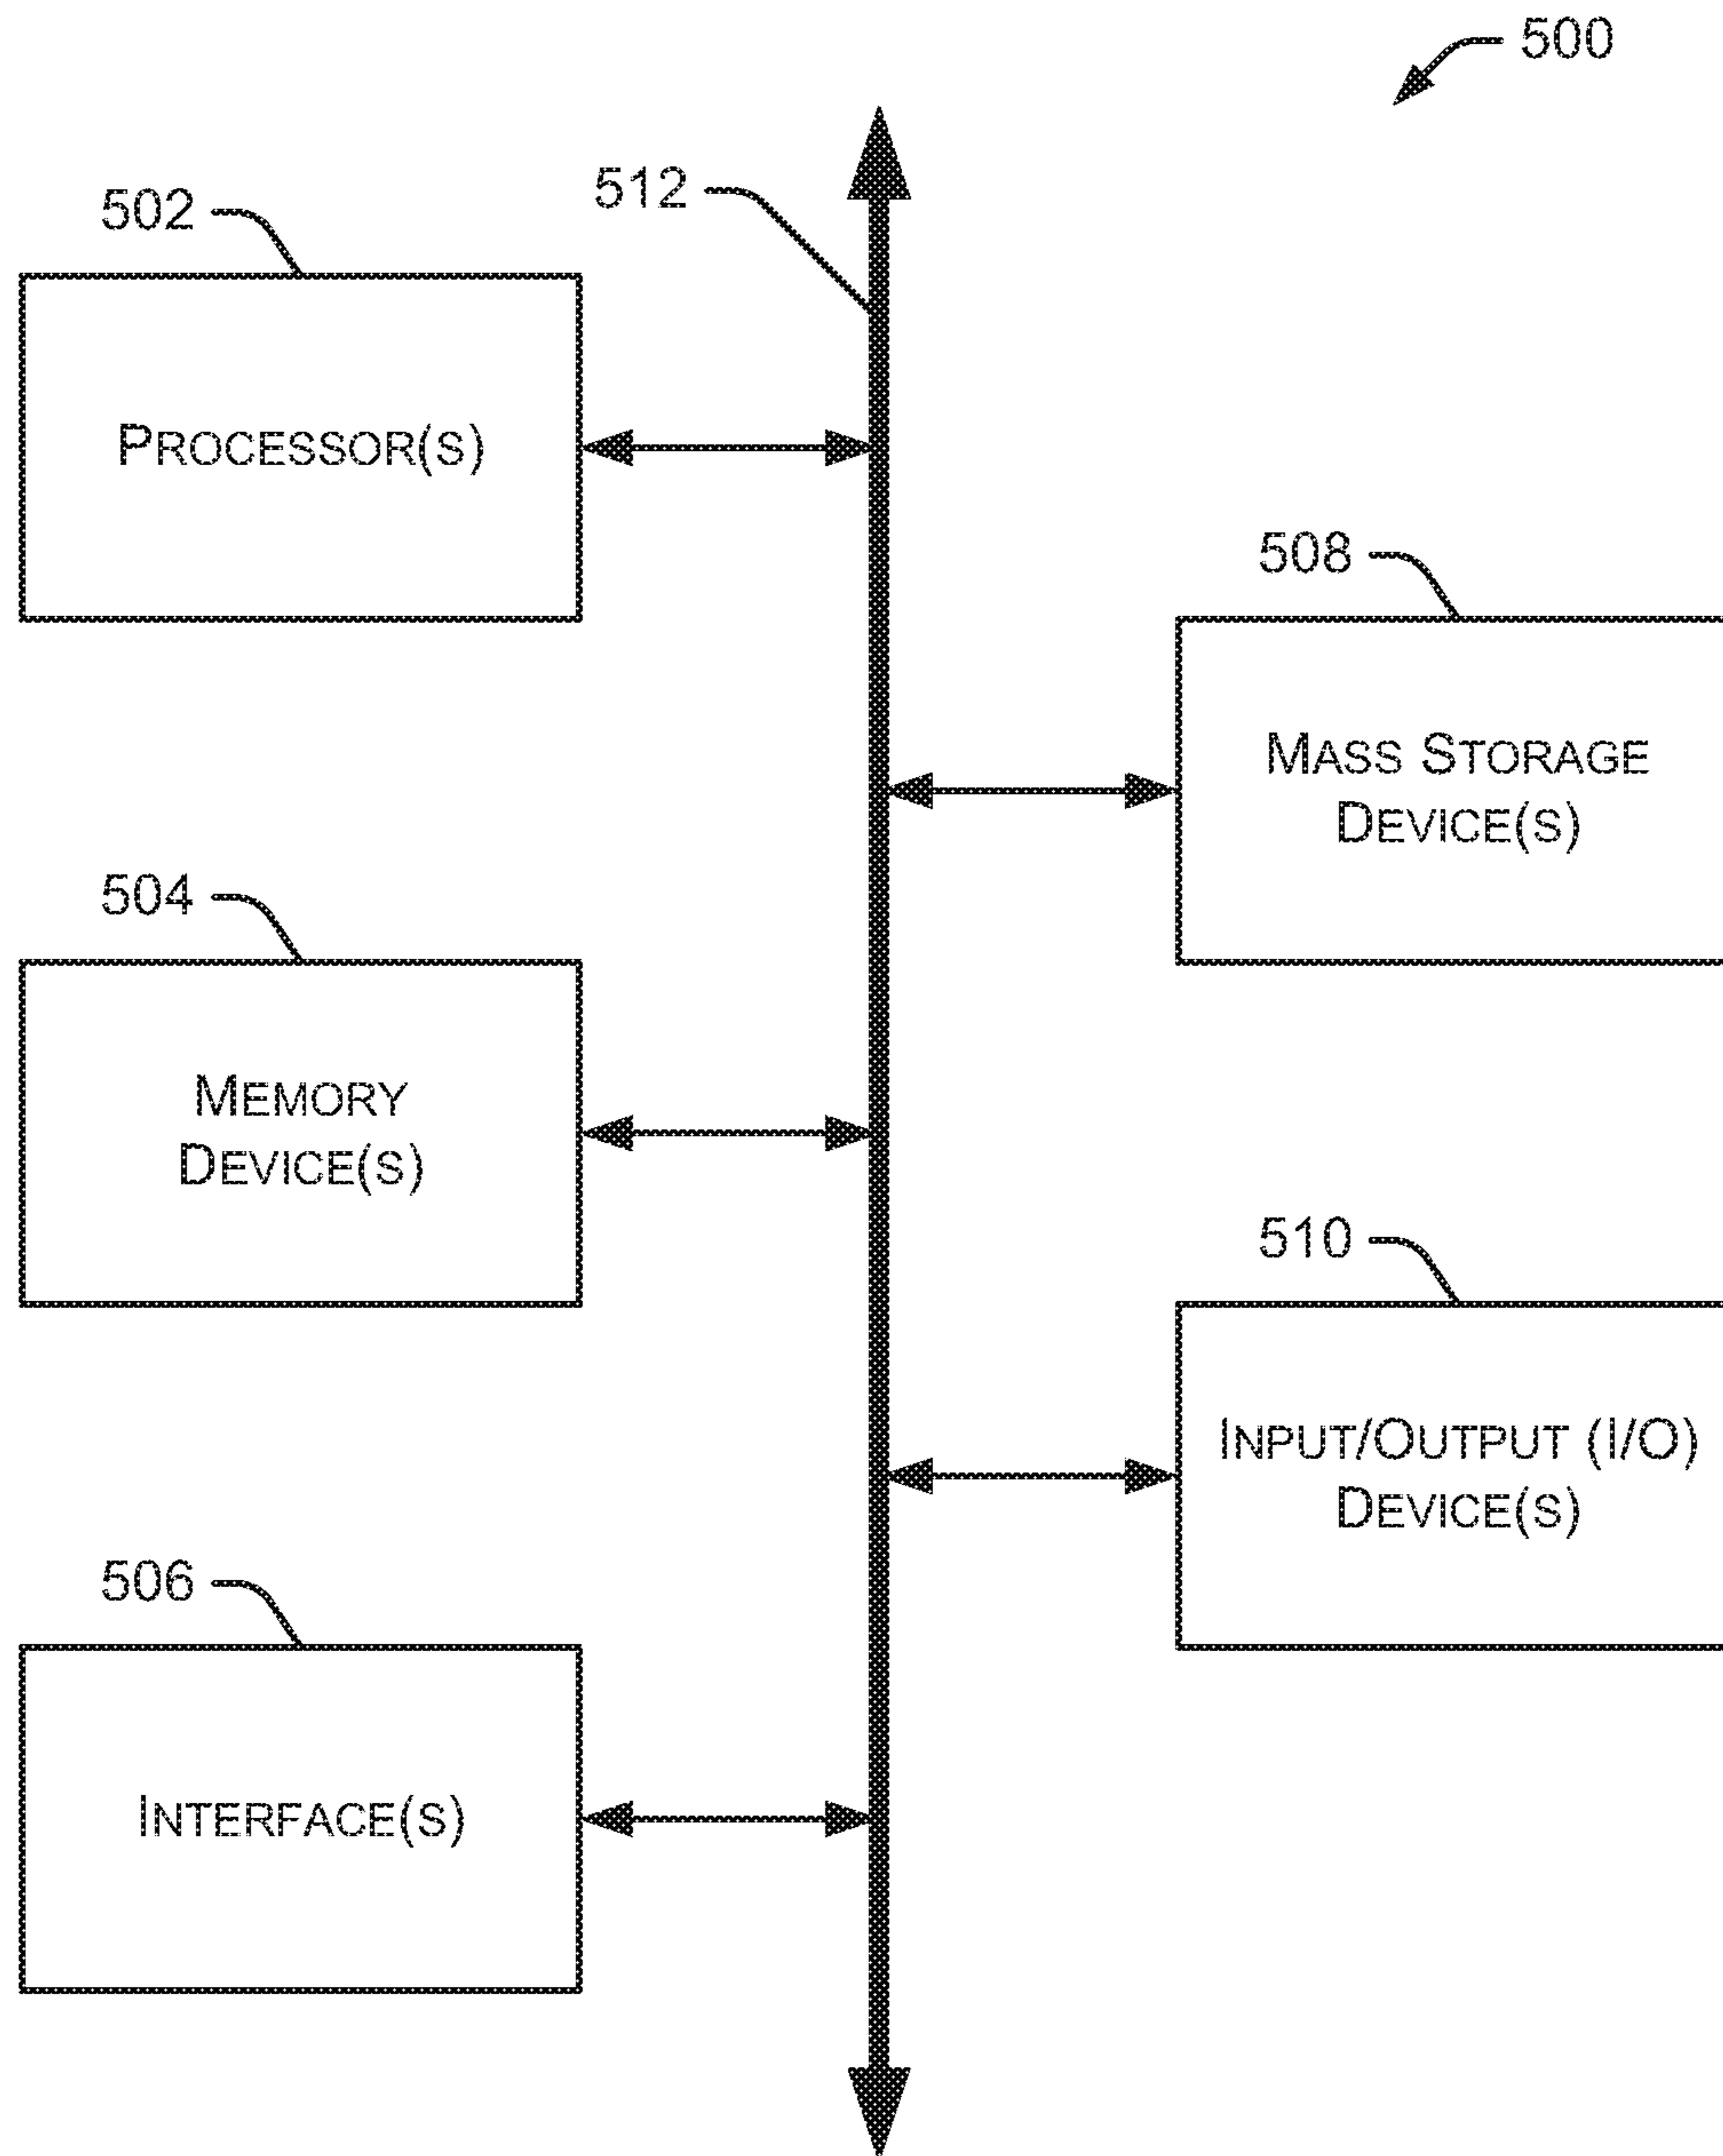 500
512
502
PROCESSOR(S)
508
MASS STORAGE
DEVICE(S)
504
MEMORY
DEVICE(S)
510
INPUT/OUTPUT (I/O)
DEVICE(S)
506
INTERFACE(S)